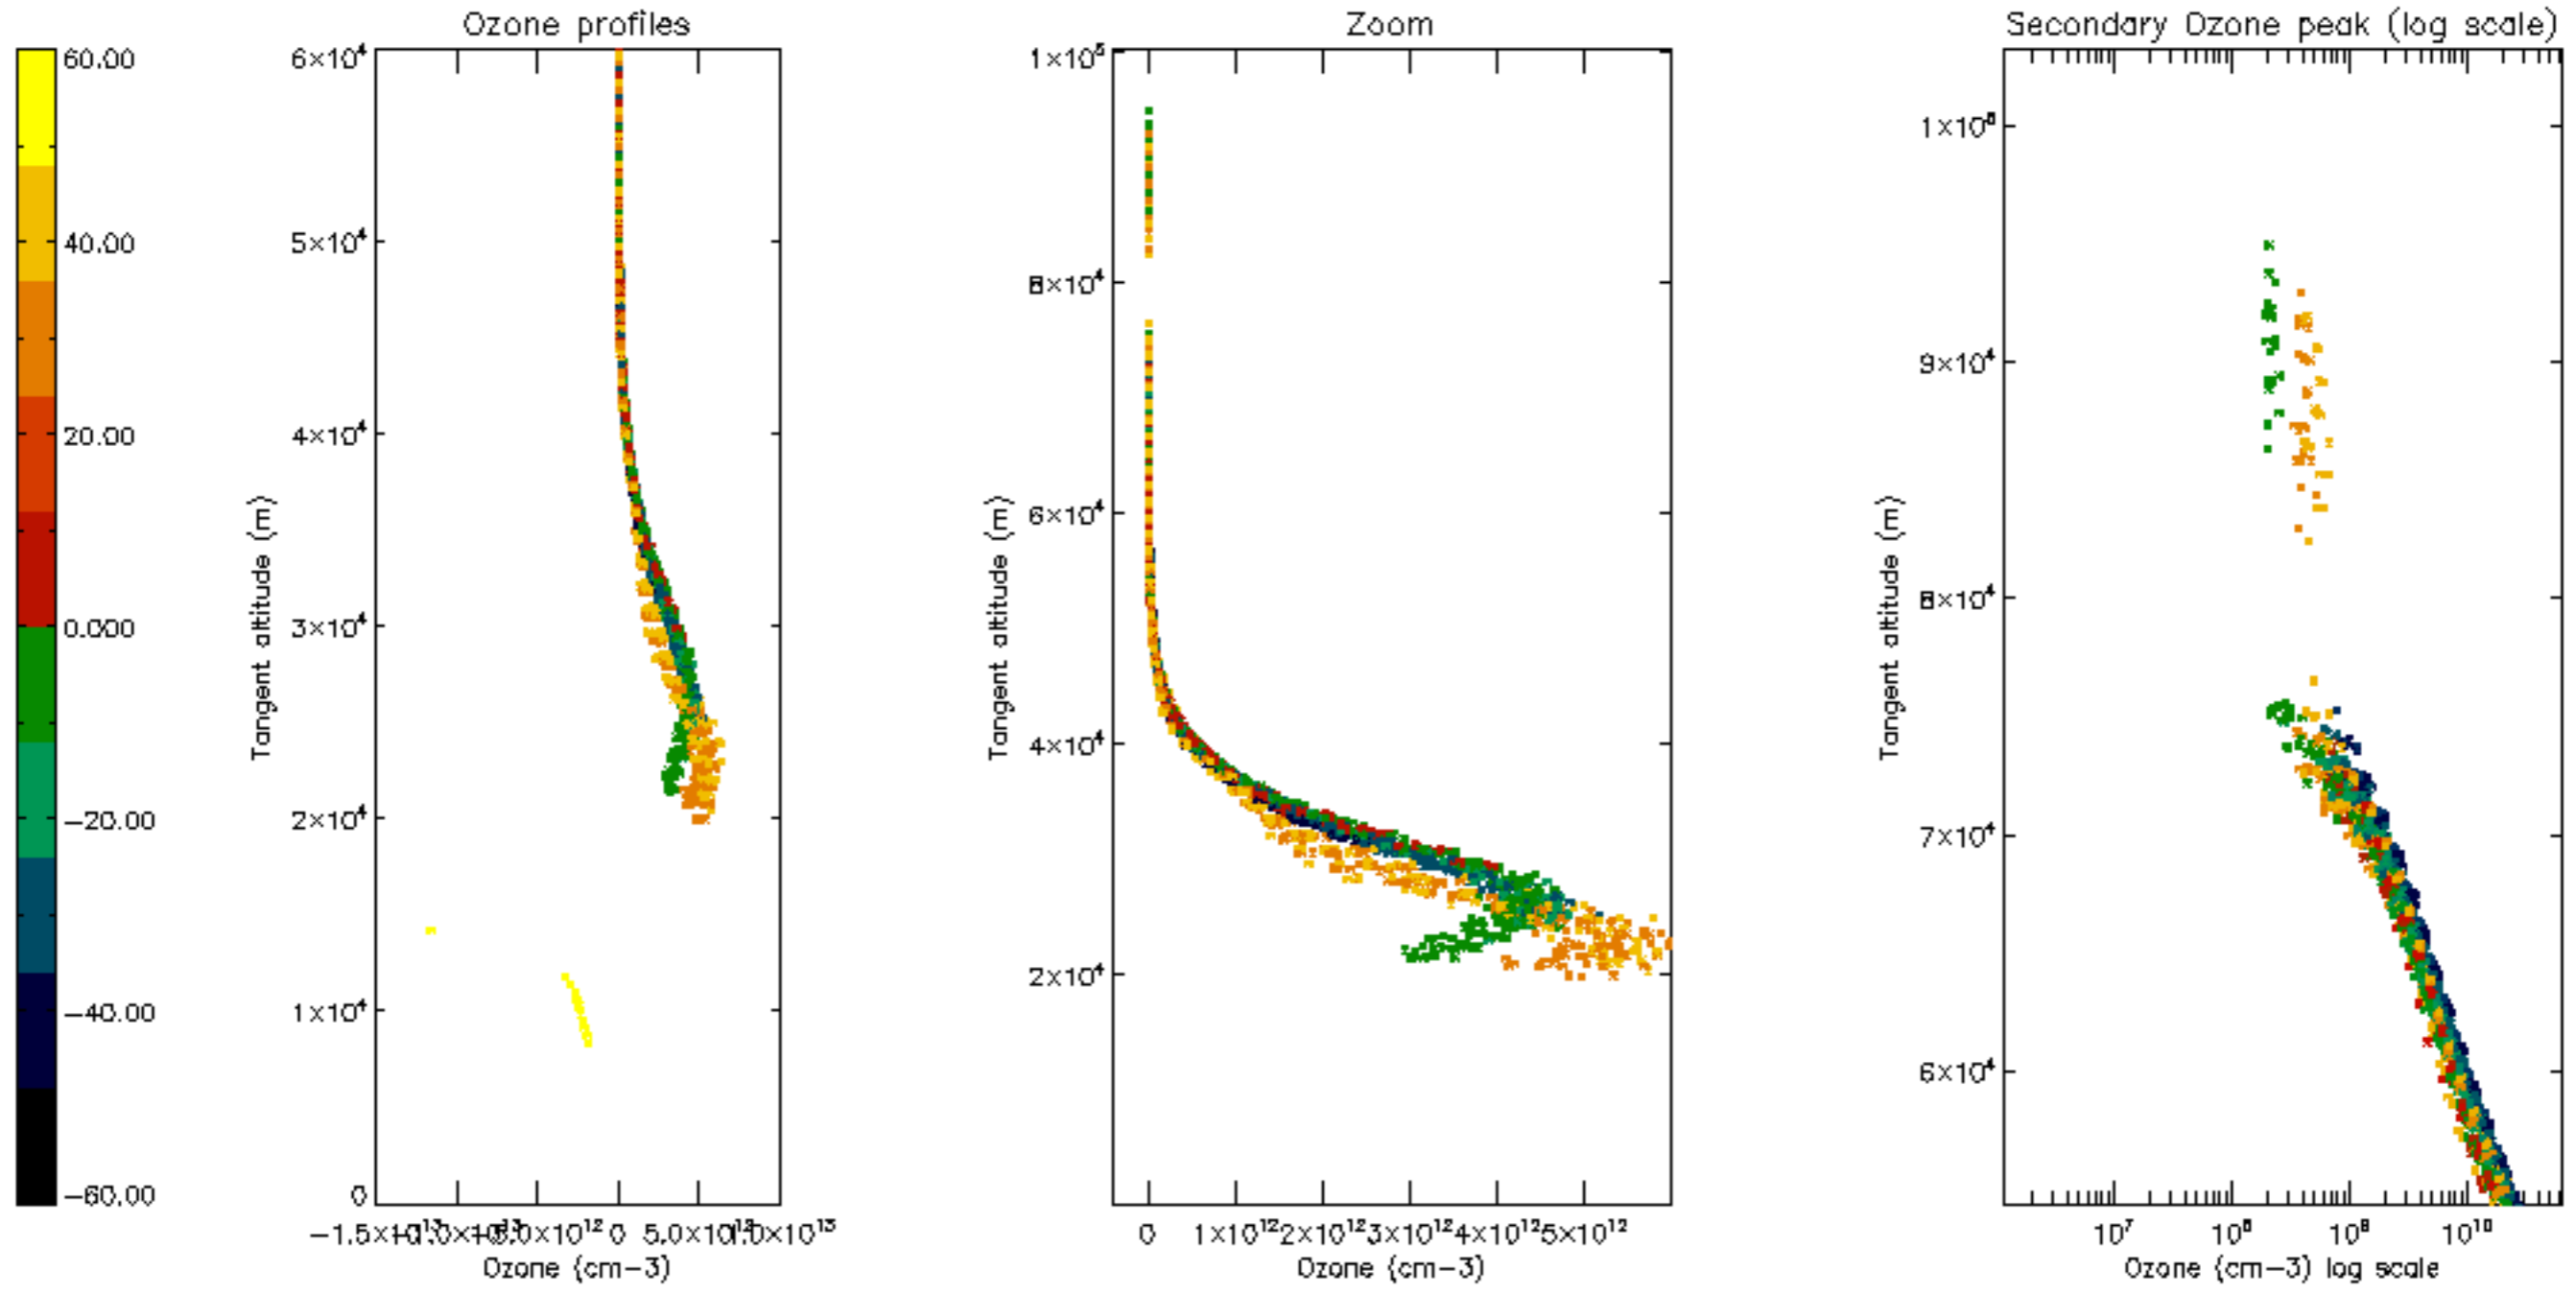 Ozone profiles
Zoom
Secondary Ozone peak (log scale)
60.00
40.00
20.00
0.000
−20.00
−40.00
−60.00
Tangent altitude (m)
6×10⁴
5×10⁴
4×10⁴
3×10⁴
2×10⁴
1×10⁴
0
0
Ozone (cm−3)
Tangent altitude (m)
1×10⁵
8×10⁴
6×10⁴
4×10⁴
2×10⁴
0 1×10¹² 2×10¹² 3×10¹² 4×10¹² 5×10¹²
Ozone (cm−3)
Tangent altitude (m)
1×10⁵
9×10⁴
8×10⁴
7×10⁴
6×10⁴
10⁷ 10⁸ 10⁹ 10¹⁰
Ozone (cm−3) log scale